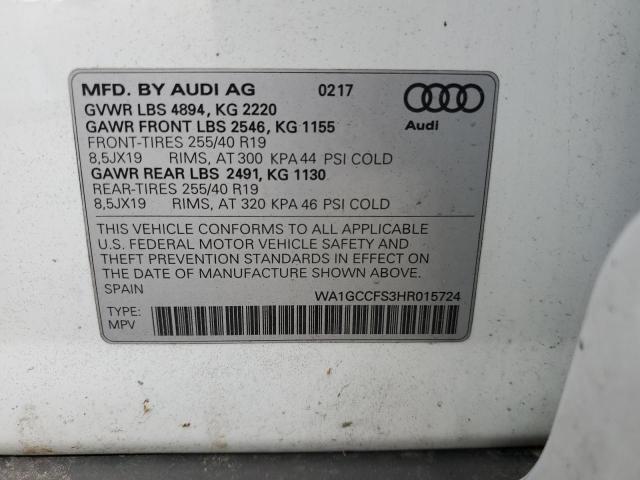 MFD. BY AUDI AG 0217
GVWR LBS 4894, KG 2220
GAWR FRONT LBS 2546, KG 1155
Audi
FRONT-TIRES 255/40 R19
8,5JX19 RIMS, AT 300 KPA 44 PSI COLD
GAWR REAR LBS 2491, KG 1130
REAR-TIRES 255/40 R19
8,5JX19 RIMS, AT 320 KPA 46 PSI COLD
THIS VEHICLE CONFORMS TO ALL APPLICABLE
U.S. FEDERAL MOTOR VEHICLE SAFETY AND
THEFT PREVENTION STANDARDS IN EFFECT ON
THE DATE OF MANUFACTURE SHOWN ABOVE.
SPAIN WA1GCCFS3HR015724
TYPE:
MPV